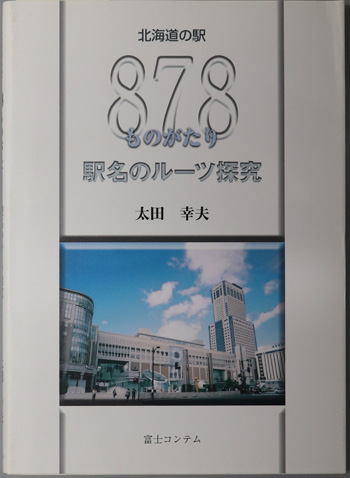 北海道の駅
878
ものがたり
駅名のルーツ探究
太田 幸夫
富士コンテム